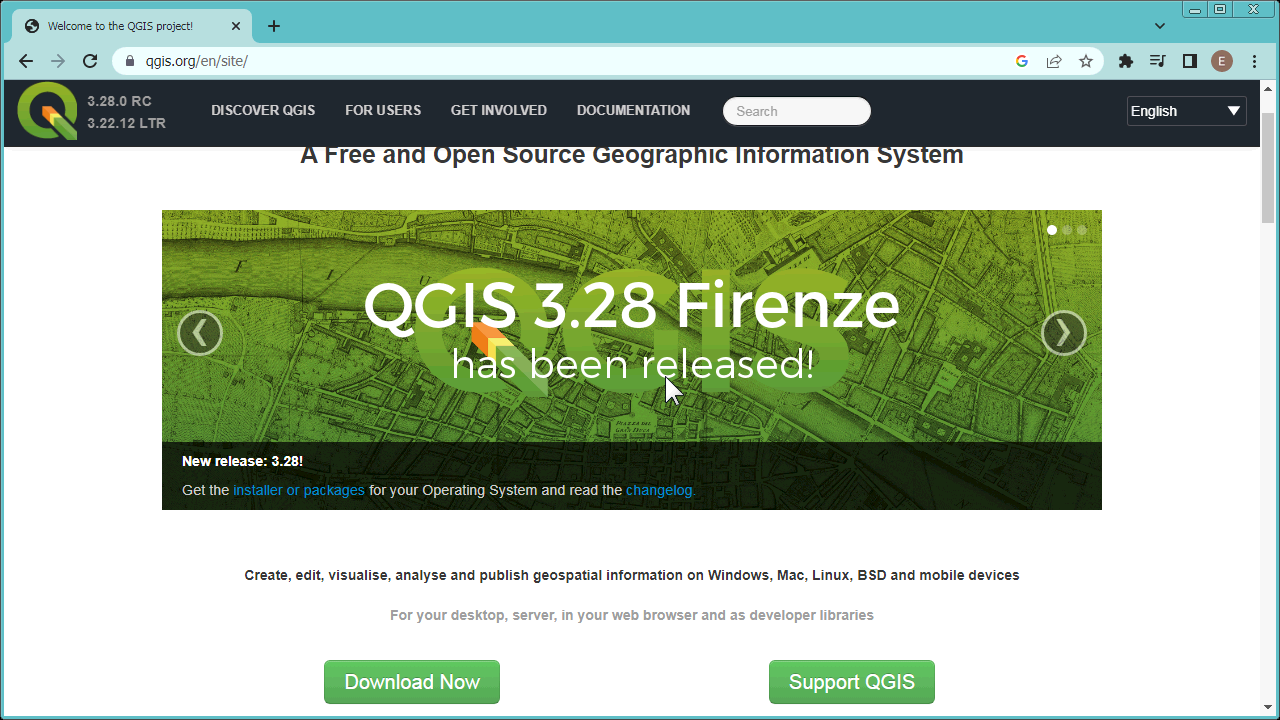 Welcome to the QGIS project!
qgis.org/en/site/
E
3.28.0 RC
3.22.12 LTR
DISCOVER QGIS
FOR USERS
GET INVOLVED
DOCUMENTATION
Search
English
A Free and Open Source Geographic Information System
QGIS 3.28 Firenze
has been released!
PIAZZA DEL
GRAN DUCA
New release: 3.28!
Get the installer or packages for your Operating System and read the changelog.
Create, edit, visualise, analyse and publish geospatial information on Windows, Mac, Linux, BSD and mobile devices
For your desktop, server, in your web browser and as developer libraries
Download Now
Support QGIS